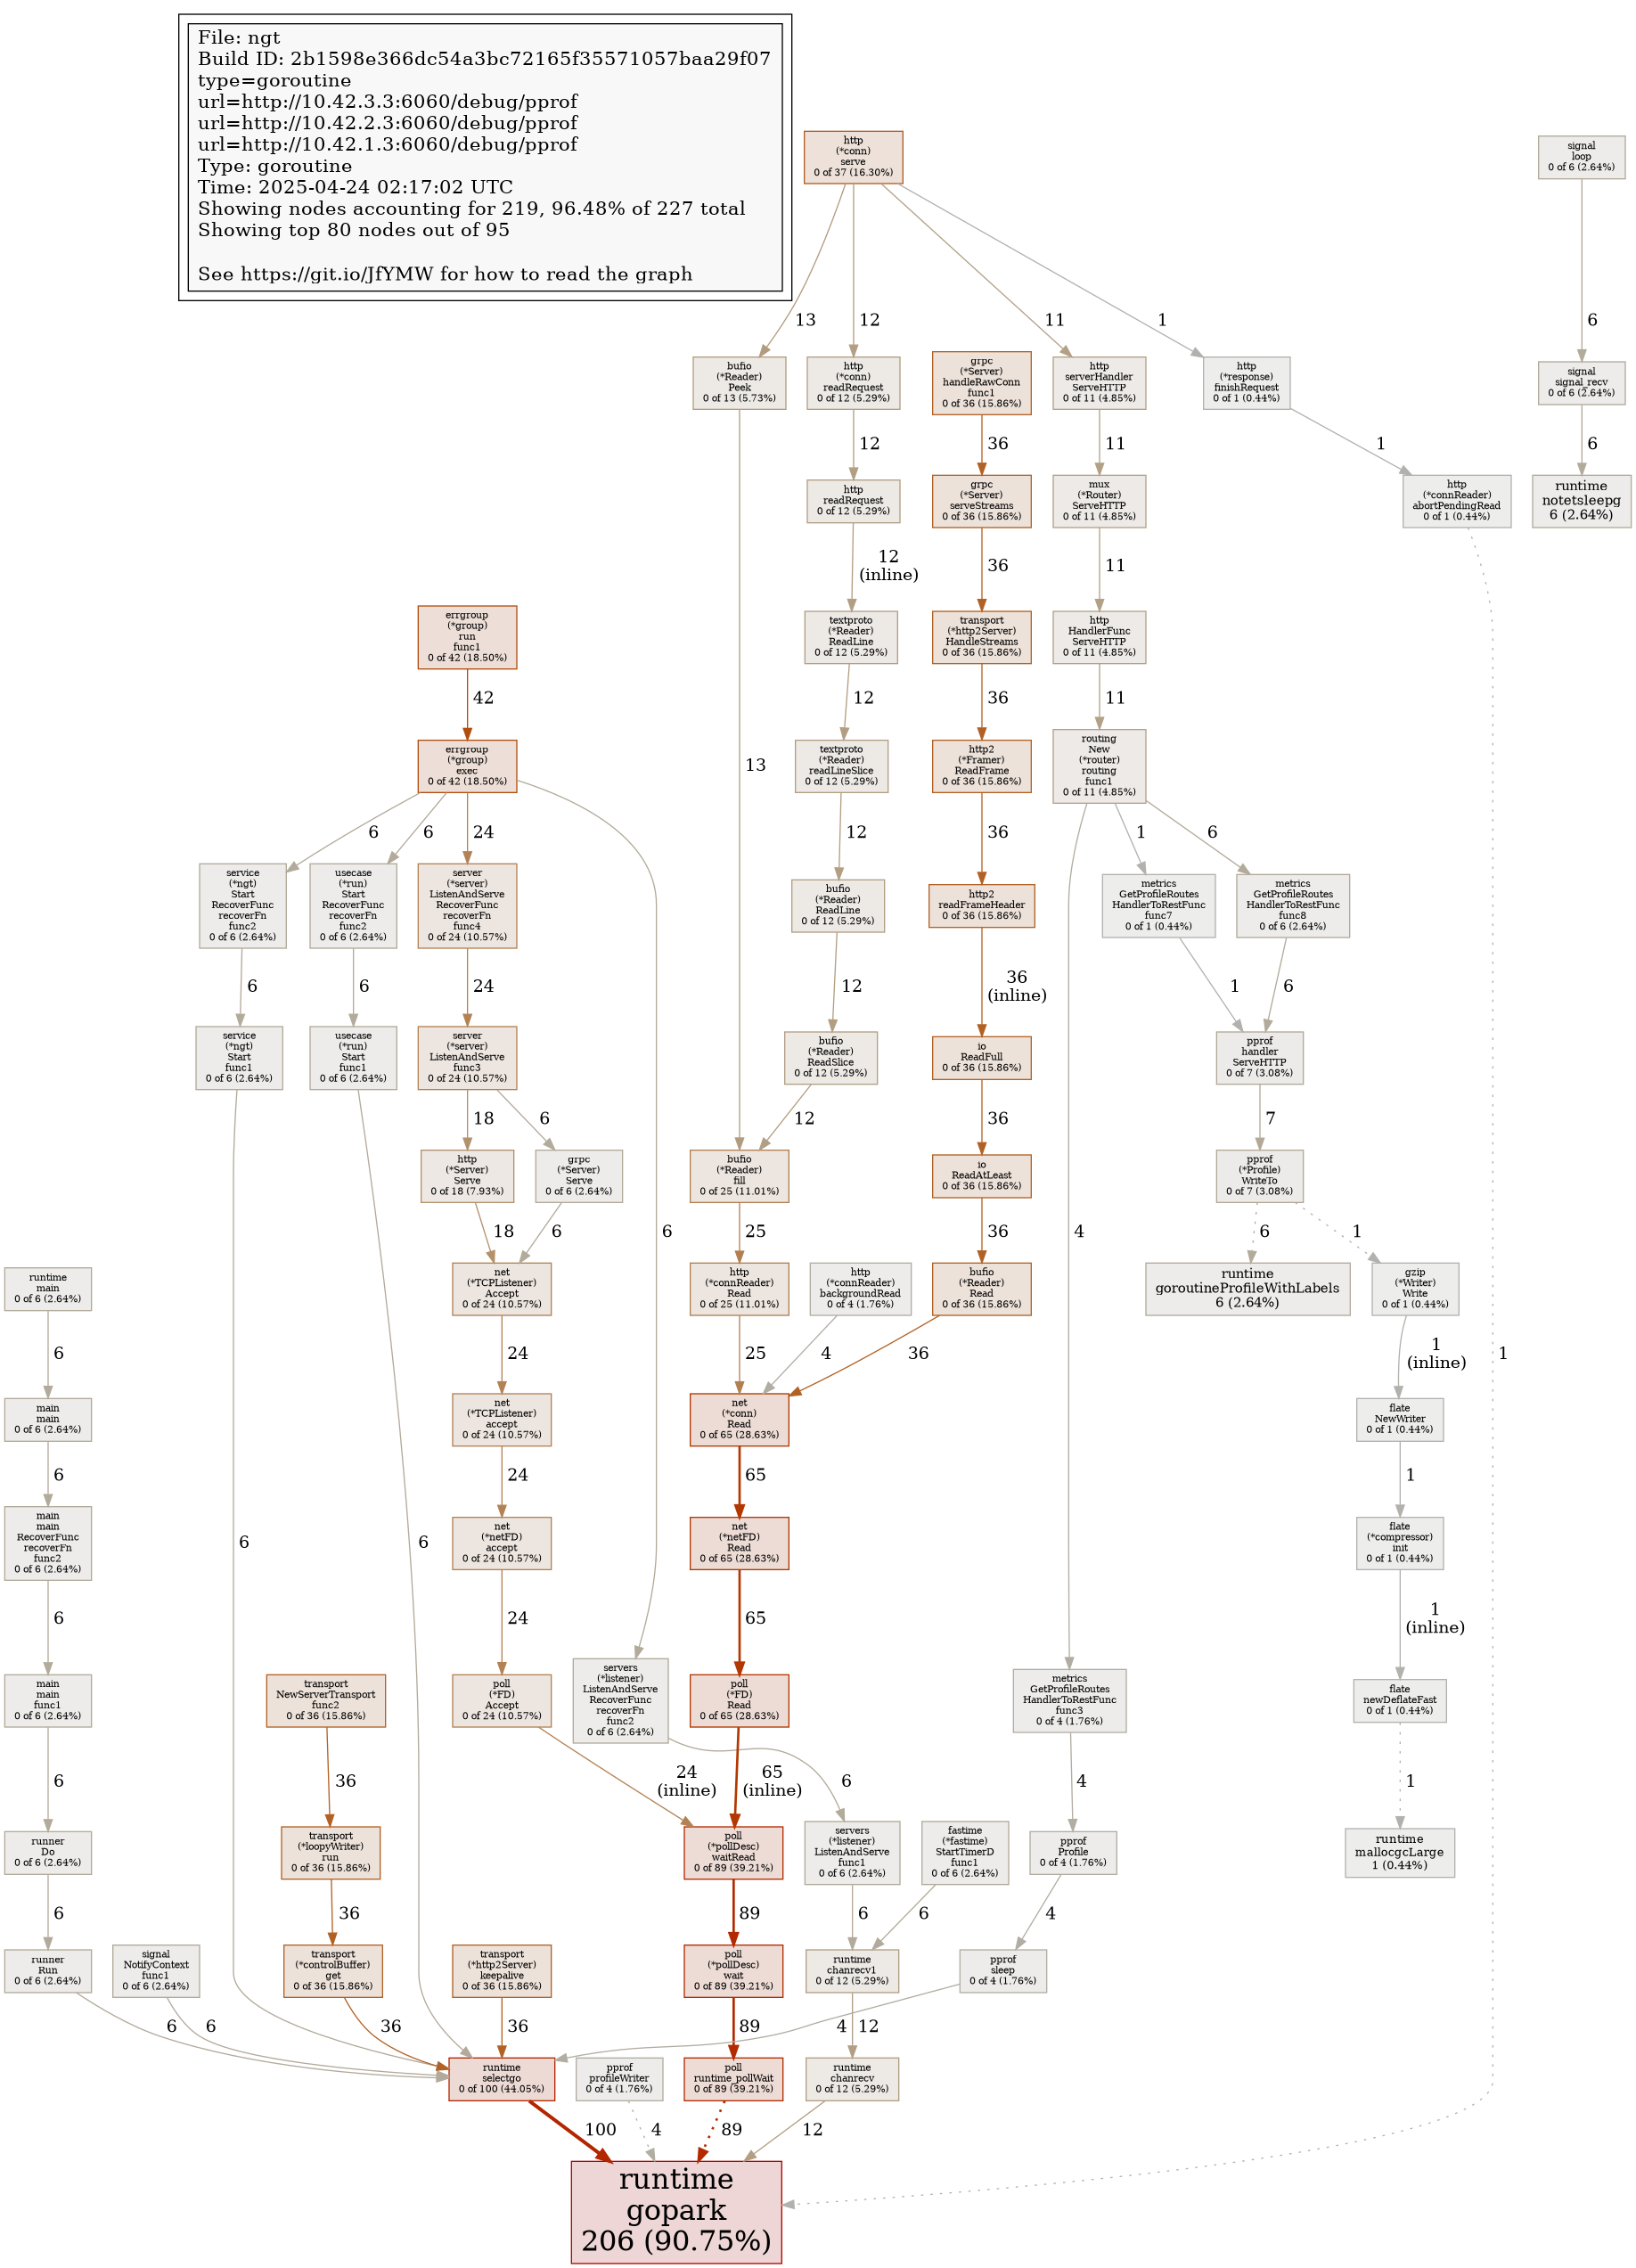 File: ngt
Build ID: 2b1598e366dc54a3bc72165f35571057baa29f07
type=goroutine
url=http://10.42.3.3:6060/debug/pprof
url=http://10.42.2.3:6060/debug/pprof
url=http://10.42.1.3:6060/debug/pprof
Type: goroutine
Time: 2025-04-24 02:17:02 UTC
Showing nodes accounting for 219, 96.48% of 227 total
Showing top 80 nodes out of 95
See https://git.io/JfYMW for how to read the graph
http
(*conn)
serve
0 of 37 (16.30%)
signal
loop
0 of 6 (2.64%)
13
12
11
1
6
bufio
(*Reader)
Peek
0 of 13 (5.73%)
http
(*conn)
readRequest
0 of 12 (5.29%)
grpc
(*Server)
handleRawConn
func1
0 of 36 (15.86%)
http
serverHandler
ServeHTTP
0 of 11 (4.85%)
http
(*response)
finishRequest
0 of 1 (0.44%)
signal
signal_recv
0 of 6 (2.64%)
12
36
11
1
6
http
readRequest
0 of 12 (5.29%)
grpc
(*Server)
serveStreams
0 of 36 (15.86%)
mux
(*Router)
ServeHTTP
0 of 11 (4.85%)
http
(*connReader)
abortPendingRead
0 of 1 (0.44%)
runtime
notetsleepg
6 (2.64%)
12
(inline)
36
11
errgroup
(*group)
run
func1
0 of 42 (18.50%)
textproto
(*Reader)
ReadLine
0 of 12 (5.29%)
transport
(*http2Server)
HandleStreams
0 of 36 (15.86%)
http
HandlerFunc
ServeHTTP
0 of 11 (4.85%)
42
12
36
11
errgroup
(*group)
exec
0 of 42 (18.50%)
13
textproto
(*Reader)
readLineSlice
0 of 12 (5.29%)
http2
(*Framer)
ReadFrame
0 of 36 (15.86%)
routing
New
(*router)
routing
func1
0 of 11 (4.85%)
6
6
24
12
36
1
6
service
(*ngt)
Start
RecoverFunc
recoverFn
func2
0 of 6 (2.64%)
usecase
(*run)
Start
RecoverFunc
recoverFn
func2
0 of 6 (2.64%)
server
(*server)
ListenAndServe
RecoverFunc
recoverFn
func4
0 of 24 (10.57%)
bufio
(*Reader)
ReadLine
0 of 12 (5.29%)
http2
readFrameHeader
0 of 36 (15.86%)
metrics
GetProfileRoutes
HandlerToRestFunc
func7
0 of 1 (0.44%)
metrics
GetProfileRoutes
HandlerToRestFunc
func8
0 of 6 (2.64%)
6
6
24
12
36
(inline)
1
6
service
(*ngt)
Start
func1
0 of 6 (2.64%)
usecase
(*run)
Start
func1
0 of 6 (2.64%)
server
(*server)
ListenAndServe
func3
0 of 24 (10.57%)
bufio
(*Reader)
ReadSlice
0 of 12 (5.29%)
io
ReadFull
0 of 36 (15.86%)
pprof
handler
ServeHTTP
0 of 7 (3.08%)
18
6
12
36
7
http
(*Server)
Serve
0 of 18 (7.93%)
grpc
(*Server)
Serve
0 of 6 (2.64%)
6
bufio
(*Reader)
fill
0 of 25 (11.01%)
io
ReadAtLeast
0 of 36 (15.86%)
4
pprof
(*Profile)
WriteTo
0 of 7 (3.08%)
18
6
25
36
6
1
runtime
main
0 of 6 (2.64%)
net
(*TCPListener)
Accept
0 of 24 (10.57%)
http
(*connReader)
Read
0 of 25 (11.01%)
http
(*connReader)
backgroundRead
0 of 4 (1.76%)
bufio
(*Reader)
Read
0 of 36 (15.86%)
runtime
goroutineProfileWithLabels
6 (2.64%)
gzip
(*Writer)
Write
0 of 1 (0.44%)
6
24
25
4
36
1
(inline)
1
main
main
0 of 6 (2.64%)
net
(*TCPListener)
accept
0 of 24 (10.57%)
net
(*conn)
Read
0 of 65 (28.63%)
flate
NewWriter
0 of 1 (0.44%)
6
24
65
1
main
main
RecoverFunc
recoverFn
func2
0 of 6 (2.64%)
6
6
net
(*netFD)
accept
0 of 24 (10.57%)
net
(*netFD)
Read
0 of 65 (28.63%)
flate
(*compressor)
init
0 of 1 (0.44%)
6
24
65
1
(inline)
main
main
func1
0 of 6 (2.64%)
transport
NewServerTransport
func2
0 of 36 (15.86%)
poll
(*FD)
Accept
0 of 24 (10.57%)
servers
(*listener)
ListenAndServe
RecoverFunc
recoverFn
func2
0 of 6 (2.64%)
poll
(*FD)
Read
0 of 65 (28.63%)
metrics
GetProfileRoutes
HandlerToRestFunc
func3
0 of 4 (1.76%)
flate
newDeflateFast
0 of 1 (0.44%)
6
36
24
(inline)
65
(inline)
6
4
1
runner
Do
0 of 6 (2.64%)
transport
(*loopyWriter)
run
0 of 36 (15.86%)
poll
(*pollDesc)
waitRead
0 of 89 (39.21%)
servers
(*listener)
ListenAndServe
func1
0 of 6 (2.64%)
fastime
(*fastime)
StartTimerD
func1
0 of 6 (2.64%)
pprof
Profile
0 of 4 (1.76%)
runtime
mallocgcLarge
1 (0.44%)
6
36
89
6
6
4
runner
Run
0 of 6 (2.64%)
signal
NotifyContext
func1
0 of 6 (2.64%)
transport
(*controlBuffer)
get
0 of 36 (15.86%)
transport
(*http2Server)
keepalive
0 of 36 (15.86%)
poll
(*pollDesc)
wait
0 of 89 (39.21%)
runtime
chanrecv1
0 of 12 (5.29%)
pprof
sleep
0 of 4 (1.76%)
6
6
36
36
89
4
12
runtime
selectgo
0 of 100 (44.05%)
pprof
profileWriter
0 of 4 (1.76%)
poll
runtime_pollWait
0 of 89 (39.21%)
runtime
chanrecv
0 of 12 (5.29%)
100
4
89
12
runtime
gopark
206 (90.75%)